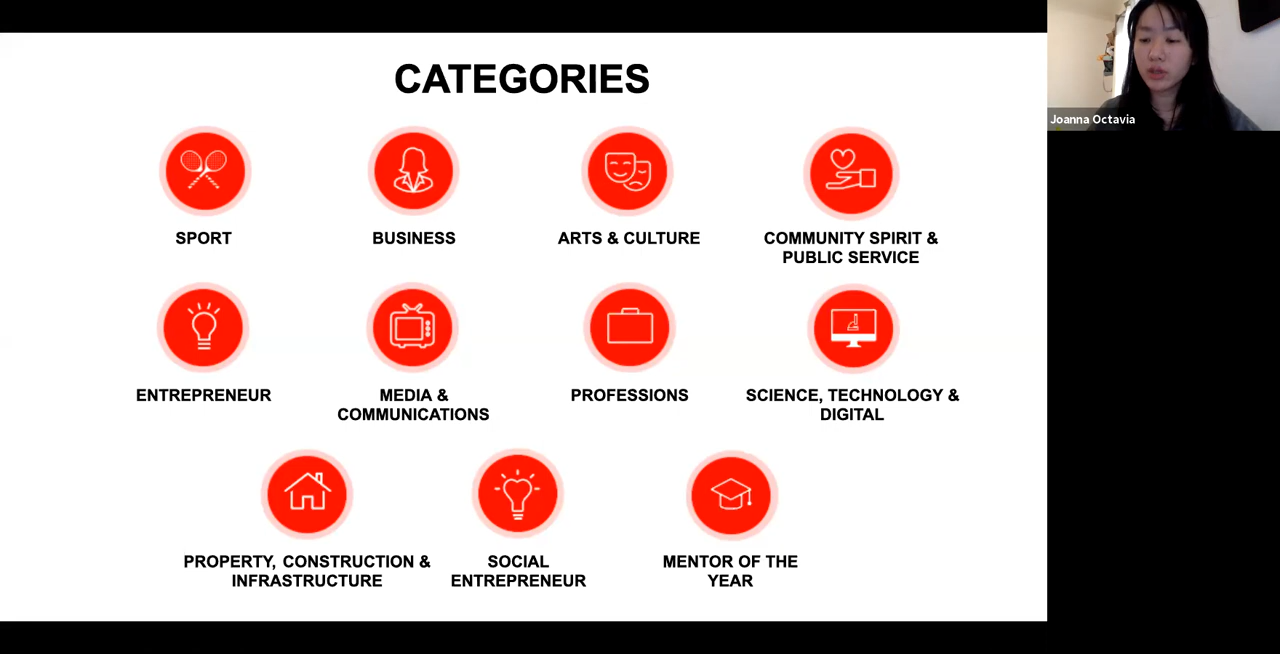 CATEGORIES
Joanna Octavia
SPORT
BUSINESS
ARTS & CULTURE
COMMUNITY SPIRIT &
PUBLIC SERVICE
ENTREPRENEUR
MEDIA &
COMMUNICATIONS
PROFESSIONS
SCIENCE, TECHNOLOGY &
DIGITAL
PROPERTY, CONSTRUCTION &
INFRASTRUCTURE
SOCIAL
ENTREPRENEUR
MENTOR OF THE
YEAR